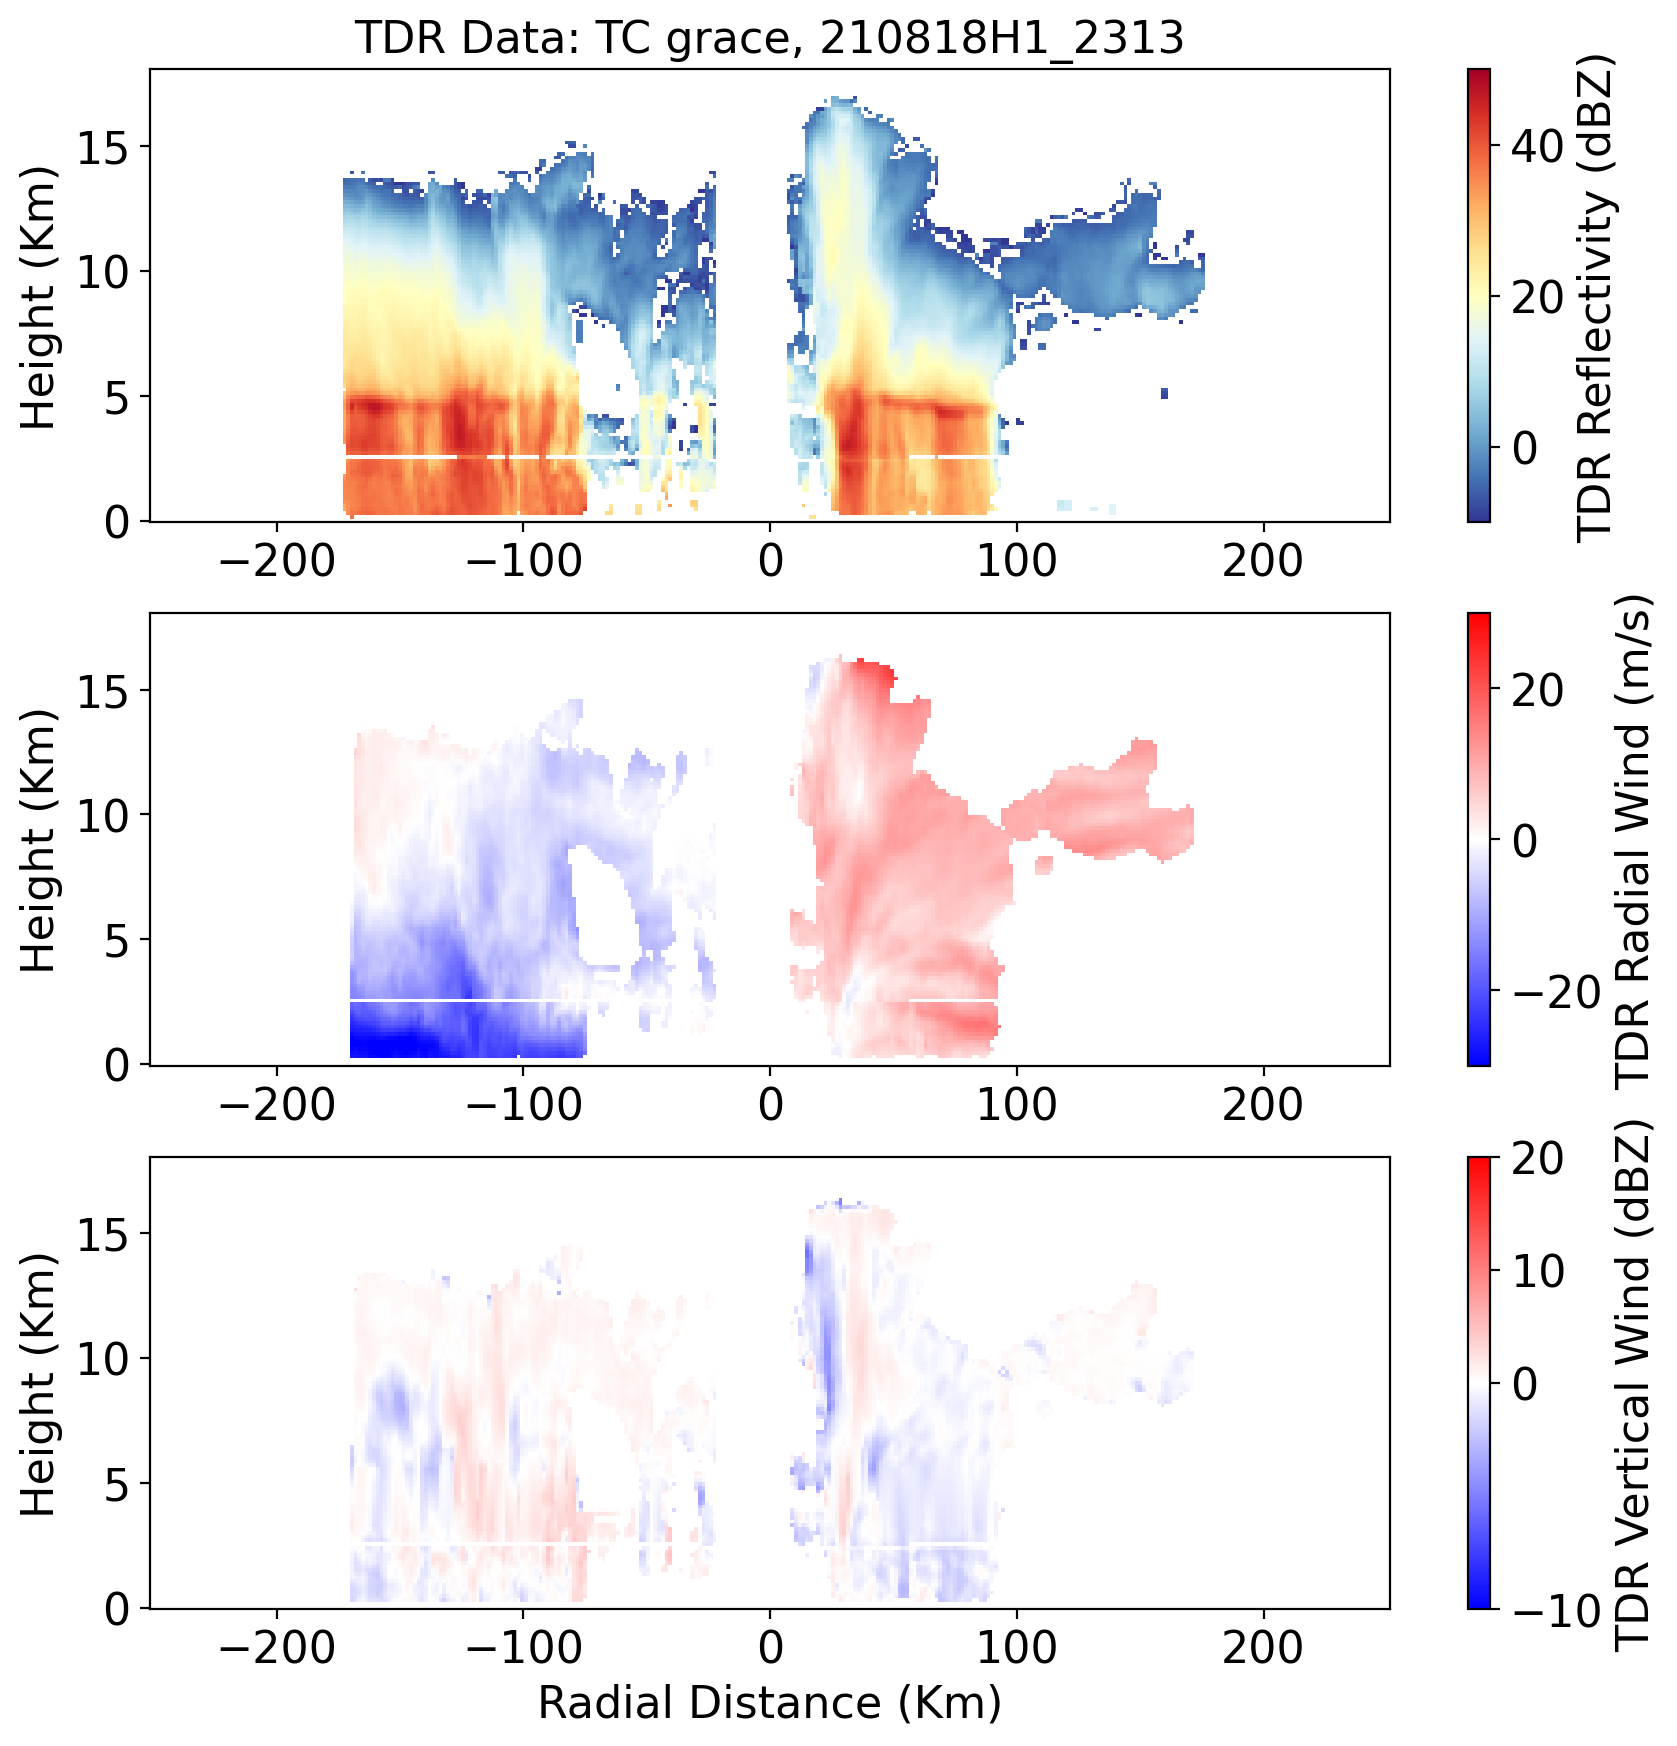 TDR Data: TC grace, 210818H1_2313
15
10
5
0
Height (Km)
−200 −100 0 100 200
40
20
0
TDR Reflectivity (dBZ)
15
10
5
0
Height (Km)
−200 −100 0 100 200
20
0
−20
TDR Radial Wind (m/s)
15
10
5
0
Height (Km)
−200 −100 0 100 200
Radial Distance (Km)
20
10
0
−10
TDR Vertical Wind (dBZ)